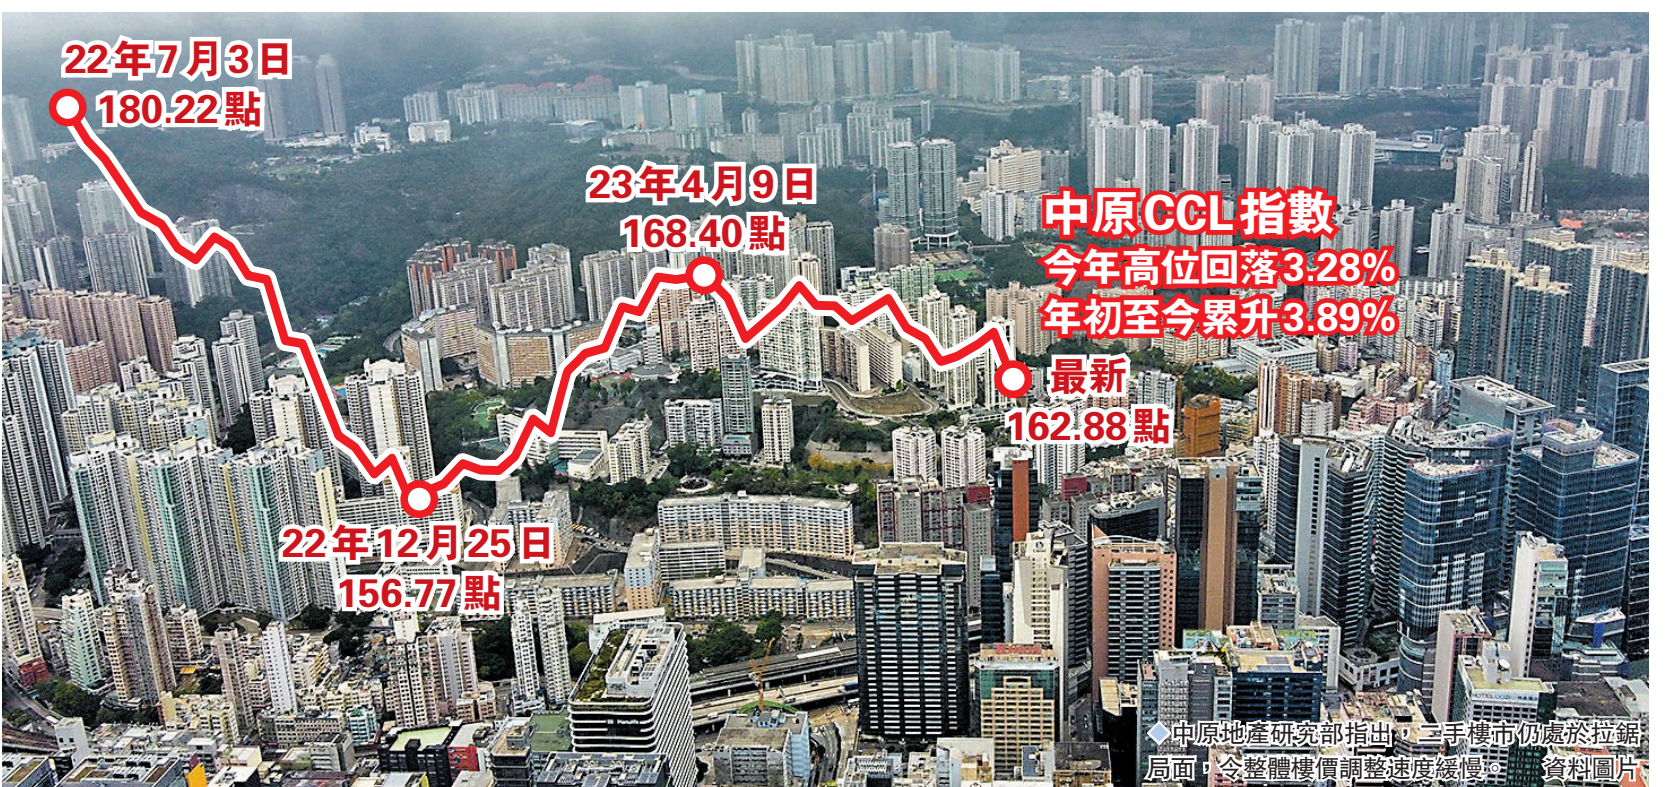 22年7月3日
180.22點
23年4月9日
168.40點
中原CCL指數
今年高位回落3.28%
年初至今累升3.89%
最新
162.88點
22年12月25日
156.77點
◆中原地產研究部指出，二手樓市仍處於拉鋸
局面，令整體樓價調整速度緩慢。 資料圖片